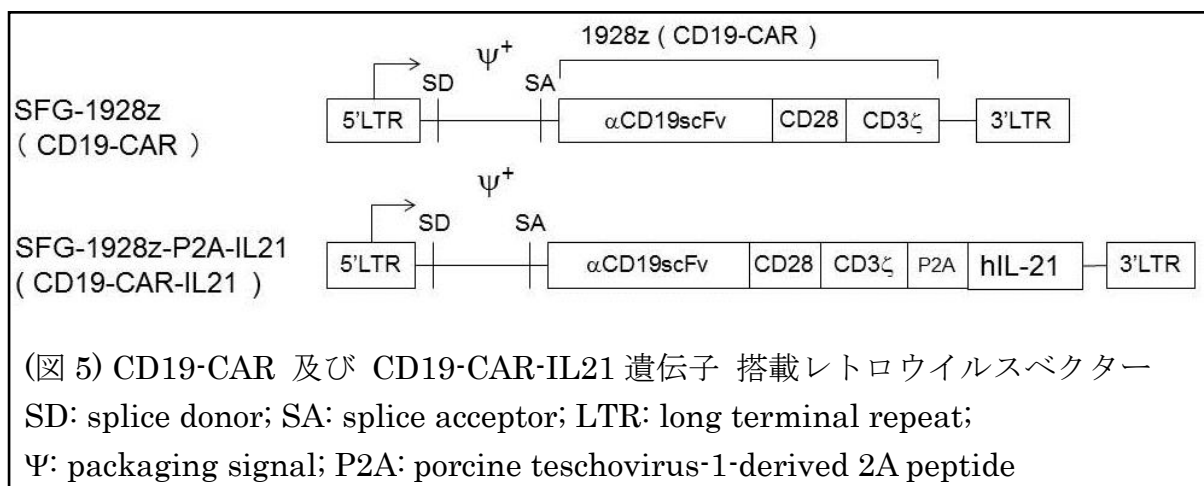 1928z ( CD19-CAR )
Ψ+
SD
SA
SFG-1928z
( CD19-CAR )
5'LTR
αCD19scFv
CD28
CD3ζ
3'LTR
Ψ+
SD
SA
SFG-1928z-P2A-IL21
( CD19-CAR-IL21 )
5'LTR
αCD19scFv
CD28
CD3ζ
P2A
hIL-21
3'LTR
(図 5) CD19-CAR 及び CD19-CAR-IL21 遺伝子 搭載レトロウイルスベクター
SD: splice donor; SA: splice acceptor; LTR: long terminal repeat;
Ψ: packaging signal; P2A: porcine teschovirus-1-derived 2A peptide